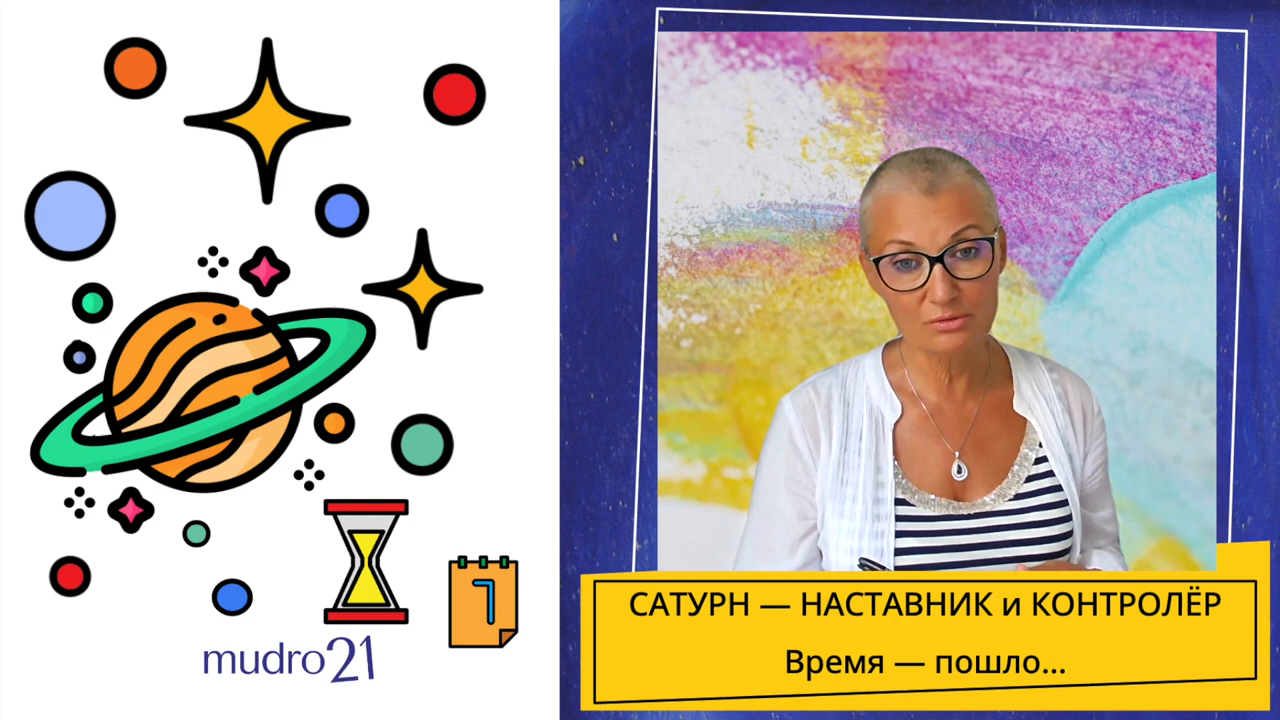 mudro21
САТУРН — НАСТАВНИК и КОНТРОЛЁР
Время — пошло...